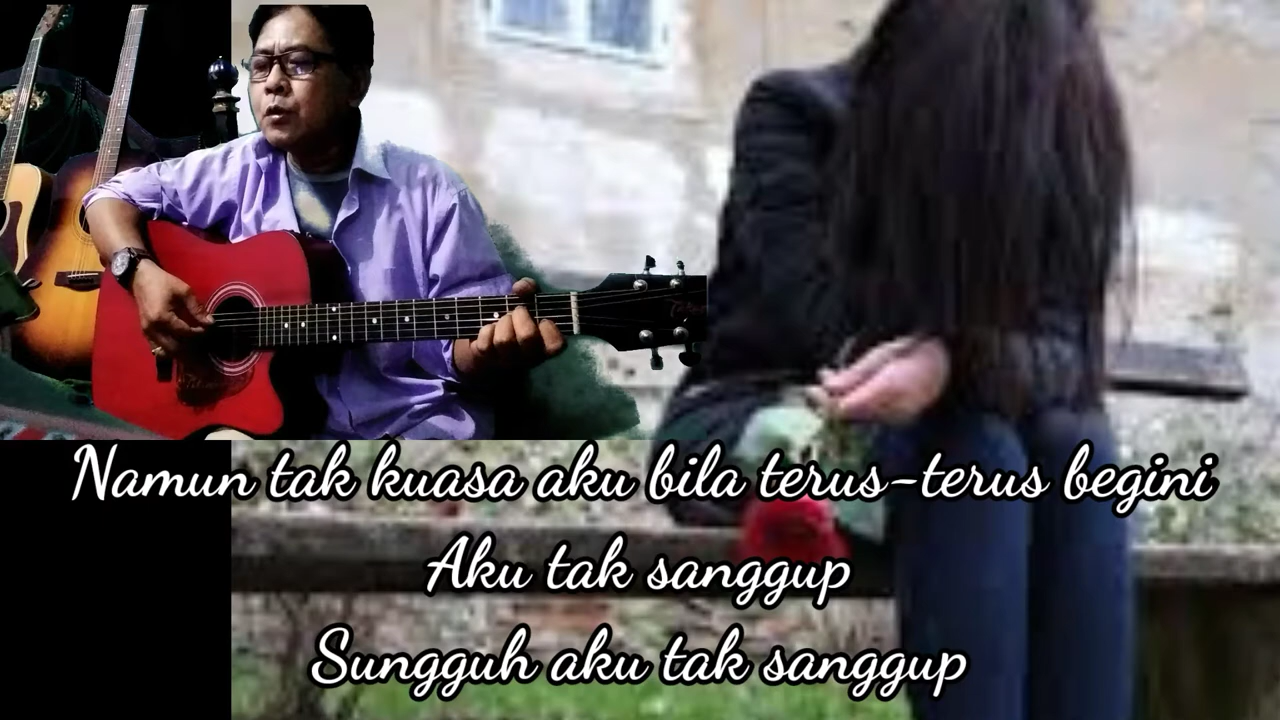 Namun tak kuasa aku bila terus-terus begini
Aku tak sanggup
Sungguh aku tak sanggup